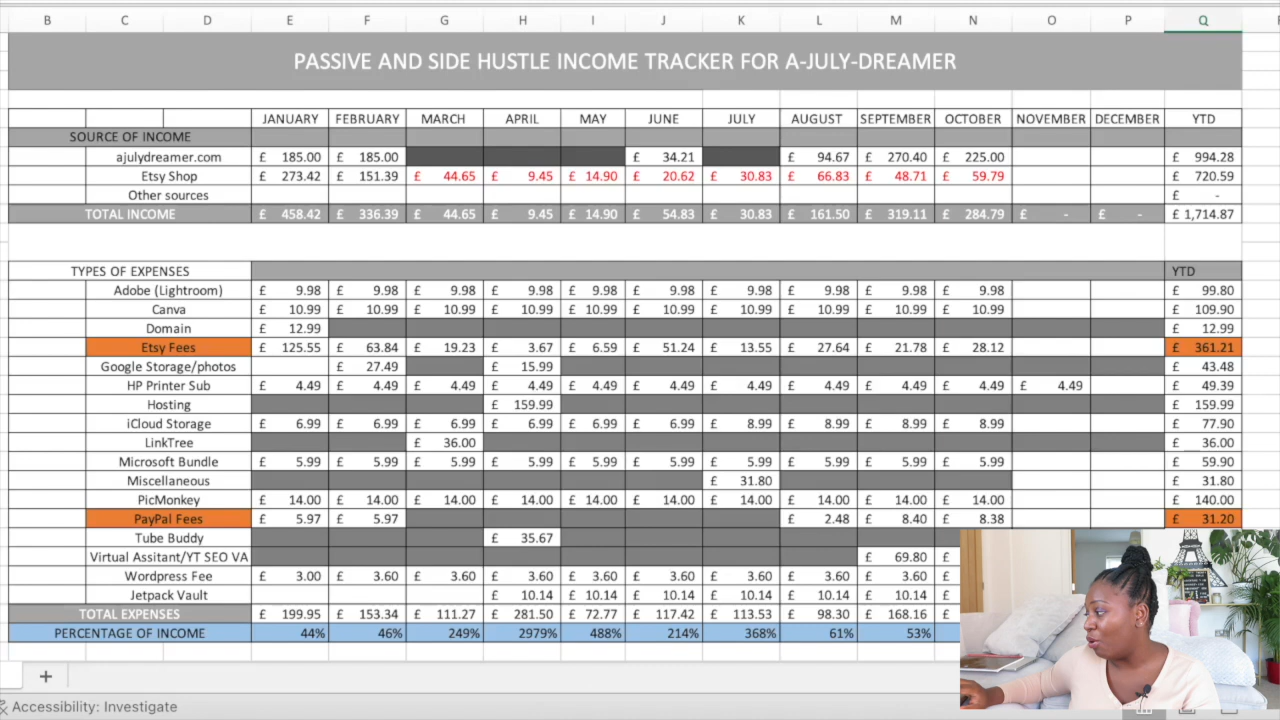 B C D E F G H I J K L M N O P Q
PASSIVE AND SIDE HUSTLE INCOME TRACKER FOR A-JULY-DREAMER
JANUARY FEBRUARY MARCH APRIL MAY JUNE JULY AUGUST SEPTEMBER OCTOBER NOVEMBER DECEMBER YTD
SOURCE OF INCOME
ajulydreamer.com £ 185.00 £ 185.00 £ 34.21 £ 94.67 £ 270.40 £ 225.00 £ 994.28
Etsy Shop £ 273.42 £ 151.39 £ 44.65 £ 9.45 £ 14.90 £ 20.62 £ 30.83 £ 66.83 £ 48.71 £ 59.79 £ 720.59
Other sources £ -
TOTAL INCOME £ 458.42 £ 336.39 £ 44.65 £ 9.45 £ 14.90 £ 54.83 £ 30.83 £ 161.50 £ 319.11 £ 284.79 £ - £ - £ 1,714.87
TYPES OF EXPENSES YTD
Adobe (Lightroom) £ 9.98 £ 9.98 £ 9.98 £ 9.98 £ 9.98 £ 9.98 £ 9.98 £ 9.98 £ 9.98 £ 9.98 £ 99.80
Canva £ 10.99 £ 10.99 £ 10.99 £ 10.99 £ 10.99 £ 10.99 £ 10.99 £ 10.99 £ 10.99 £ 10.99 £ 109.90
Domain £ 12.99 £ 12.99
Etsy Fees £ 125.55 £ 63.84 £ 19.23 £ 3.67 £ 6.59 £ 51.24 £ 13.55 £ 27.64 £ 21.78 £ 28.12 £ 361.21
Google Storage/photos £ 27.49 £ 15.99 £ 43.48
HP Printer Sub £ 4.49 £ 4.49 £ 4.49 £ 4.49 £ 4.49 £ 4.49 £ 4.49 £ 4.49 £ 4.49 £ 4.49 £ 4.49 £ 49.39
Hosting £ 159.99 £ 159.99
iCloud Storage £ 6.99 £ 6.99 £ 6.99 £ 6.99 £ 6.99 £ 6.99 £ 8.99 £ 8.99 £ 8.99 £ 8.99 £ 77.90
LinkTree £ 36.00 £ 36.00
Microsoft Bundle £ 5.99 £ 5.99 £ 5.99 £ 5.99 £ 5.99 £ 5.99 £ 5.99 £ 5.99 £ 5.99 £ 5.99 £ 59.90
Miscellaneous £ 31.80 £ 31.80
PicMonkey £ 14.00 £ 14.00 £ 14.00 £ 14.00 £ 14.00 £ 14.00 £ 14.00 £ 14.00 £ 14.00 £ 14.00 £ 140.00
PayPal Fees £ 5.97 £ 5.97 £ 2.48 £ 8.40 £ 8.38 £ 31.20
Tube Buddy £ 35.67
Virtual Assitant/YT SEO VA £ 69.80 £
Wordpress Fee £ 3.00 £ 3.60 £ 3.60 £ 3.60 £ 3.60 £ 3.60 £ 3.60 £ 3.60 £ 3.60 £
Jetpack Vault £ 10.14 £ 10.14 £ 10.14 £ 10.14 £ 10.14 £ 10.14 £
TOTAL EXPENSES £ 199.95 £ 153.34 £ 111.27 £ 281.50 £ 72.77 £ 117.42 £ 113.53 £ 98.30 £ 168.16 £
PERCENTAGE OF INCOME 44% 46% 249% 2979% 488% 214% 368% 61% 53%
+
Accessibility: Investigate